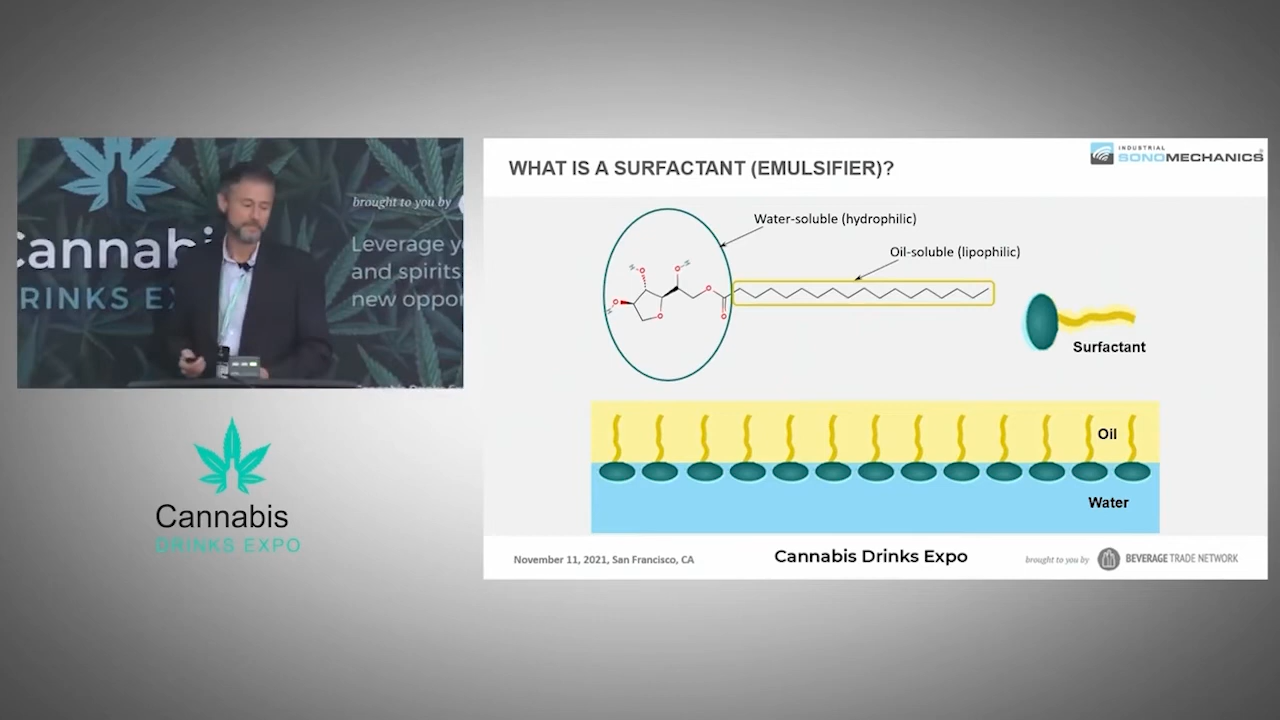 Cannabi
RINKS EX
brought to you by
Leverage y
and spirits
new oppor
Cannabis
DRINKS EXPO
WHAT IS A SURFACTANT (EMULSIFIER)?
INDUSTRIAL
SONOMECHANICS
Water-soluble (hydrophilic)
Oil-soluble (lipophilic)
Surfactant
Oil
Water
November 11, 2021, San Francisco, CA
Cannabis Drinks Expo
brought to you by
BEVERAGE TRADE NETWORK